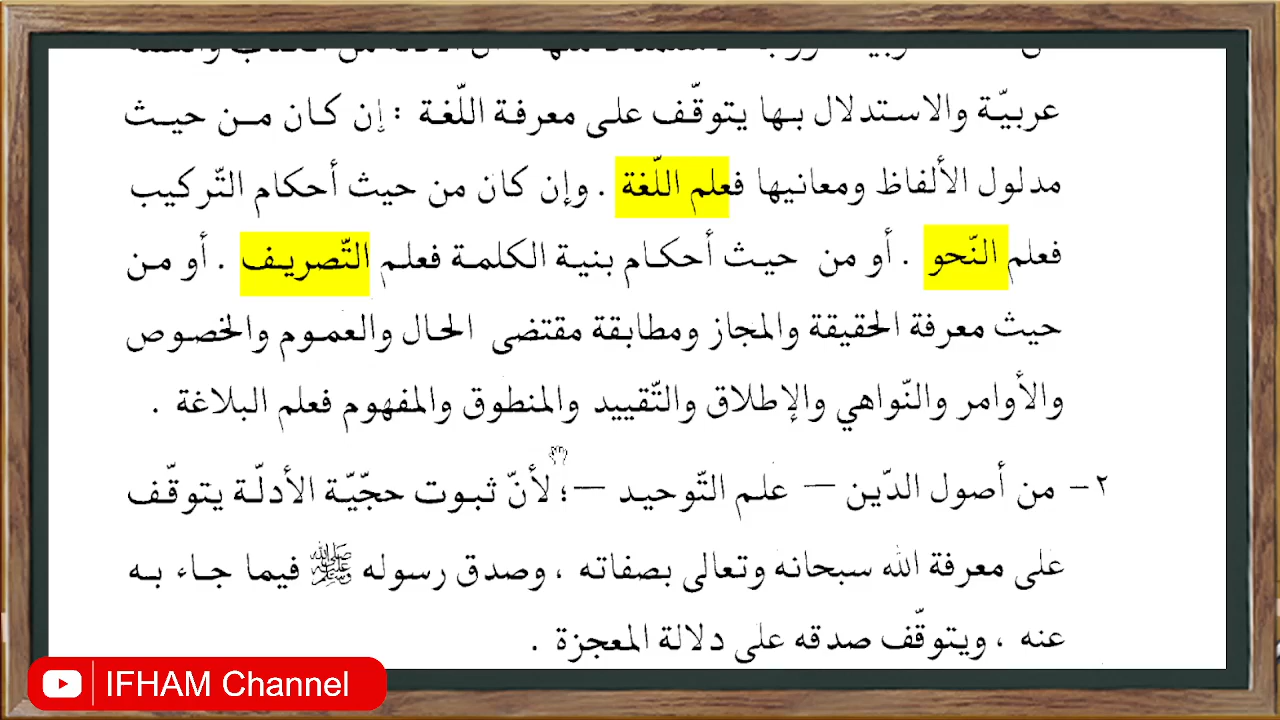 عربيّة والاستدلال بها يتوقّف على معرفة اللّغة : إن كان من حيث
مدلول الألفاظ ومعانيها فعلم اللّغة . وإن كان من حيث أحكام التّركيب
فعلم النّحو . أو من حيث أحكام بنية الكلمة فعلم التّصريف . أو من
حيث معرفة الحقيقة والمجاز ومطابقة مقتضى الحال والعموم والخصوص
والأوامر والنّواهي والإطلاق والتّقييد والمنطوق والمفهوم فعلم البلاغة .
٢- من أصول الدّين — علم التّوحيد —؛ لأنّ ثبوت حجّيّة الأدلّة يتوقّف
على معرفة الله سبحانه وتعالى بصفاته ، وصدق رسوله ﷺ فيما جاء به
عنه ، ويتوقّف صدقه على دلالة المعجزة .
IFHAM Channel